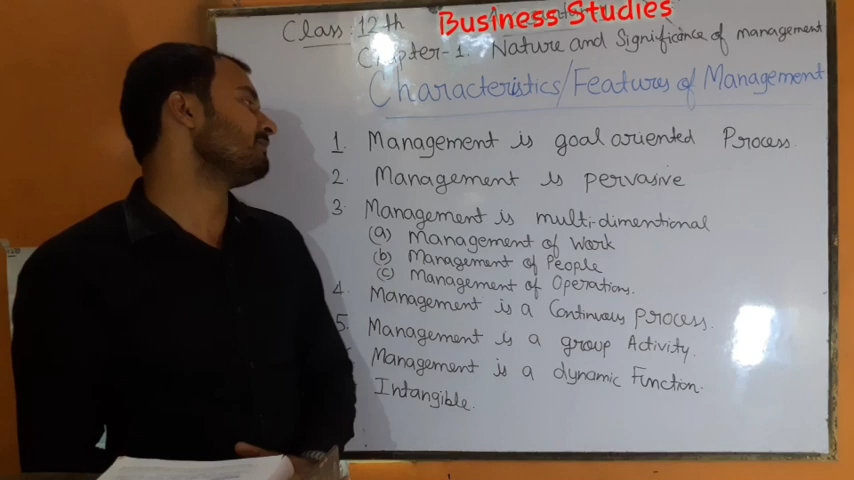 Class: 12th Business Studies
Chapter-1. Nature and Significance of management
Characteristics/Features of Management
1. Management is goal oriented Process.
2. Management is pervasive
3. Management is multi-dimentional
(a) Management of Work
(b) Management of People
(c) Management of Operations.
4. Management is a Continuous process.
5. Management is a group Activity.
Management is a dynamic Function.
Intangible.